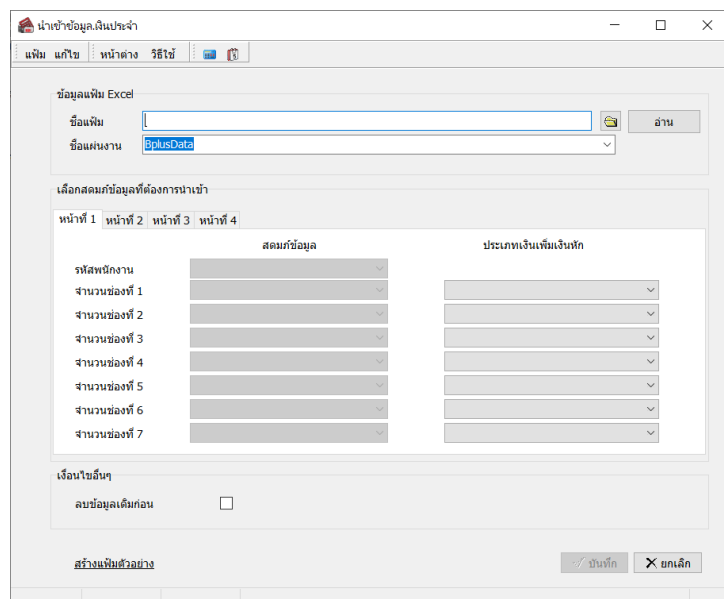 นำเข้าข้อมูล.เงินประจำ
แฟ้ม แก้ไข หน้าต่าง วิธีใช้
ข้อมูลแฟ้ม Excel
ชื่อแฟ้ม อ่าน
ชื่อแผ่นงาน BplusData
เลือกสดมภ์ข้อมูลที่ต้องการนำเข้า
หน้าที่ 1 หน้าที่ 2 หน้าที่ 3 หน้าที่ 4
สดมภ์ข้อมูล ประเภทเงินเพิ่มเงินหัก
รหัสพนักงาน
จำนวนช่องที่ 1
จำนวนช่องที่ 2
จำนวนช่องที่ 3
จำนวนช่องที่ 4
จำนวนช่องที่ 5
จำนวนช่องที่ 6
จำนวนช่องที่ 7
เงื่อนไขอื่นๆ
ลบข้อมูลเดิมก่อน
สร้างแฟ้มตัวอย่าง บันทึก ยกเลิก